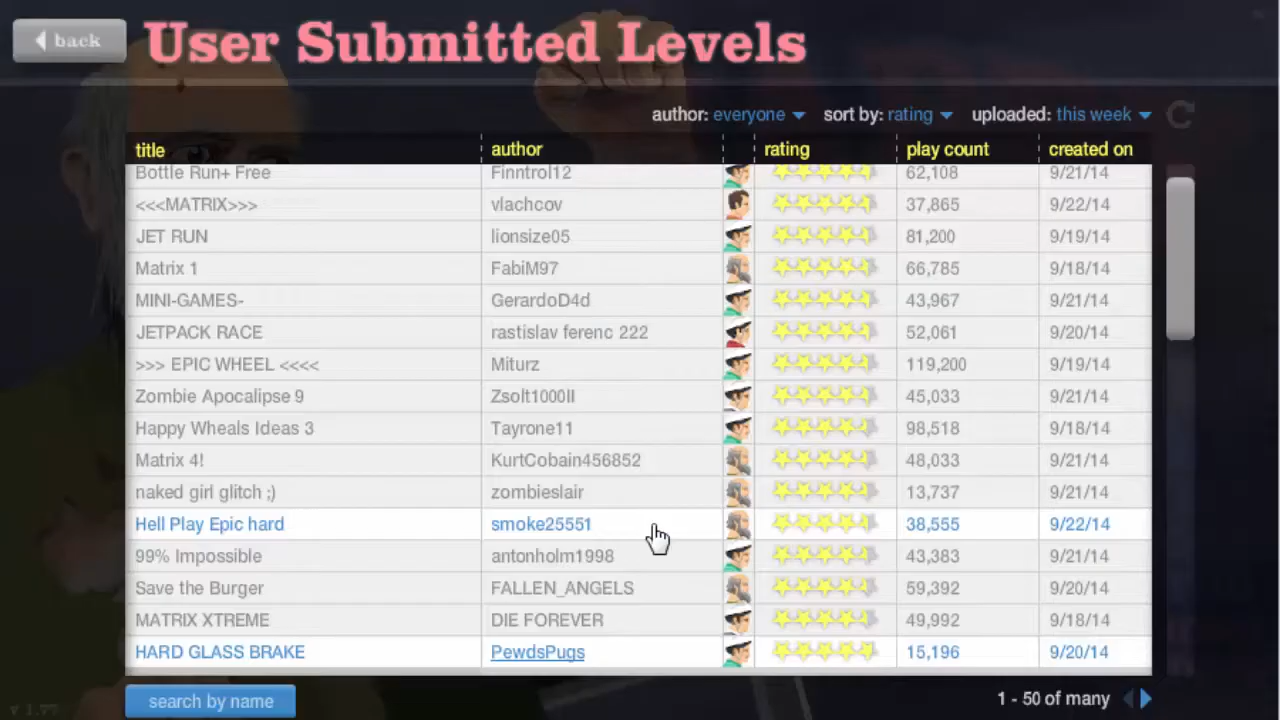 back
User Submitted Levels
author: everyone sort by: rating uploaded: this week
title author rating play count created on
Bottle Run+ Free Finntrol12 62,108 9/21/14
<<<MATRIX>>> vlachcov 37,865 9/22/14
JET RUN lionsize05 81,200 9/19/14
Matrix 1 FabiM97 66,785 9/18/14
MINI-GAMES- GerardoD4d 43,967 9/21/14
JETPACK RACE rastislav ferenc 222 52,061 9/20/14
>>> EPIC WHEEL <<<< Miturz 119,200 9/19/14
Zombie Apocalipse 9 Zsolt1000II 45,033 9/21/14
Happy Wheals Ideas 3 Tayrone11 98,518 9/18/14
Matrix 4! KurtCobain456852 48,033 9/21/14
naked girl glitch ;) zombieslair 13,737 9/21/14
Hell Play Epic hard smoke25551 38,555 9/22/14
99% Impossible antonholm1998 43,383 9/21/14
Save the Burger FALLEN_ANGELS 59,392 9/20/14
MATRIX XTREME DIE FOREVER 49,992 9/18/14
HARD GLASS BRAKE PewdsPugs 15,196 9/20/14
search by name 1 - 50 of many
v 1.77